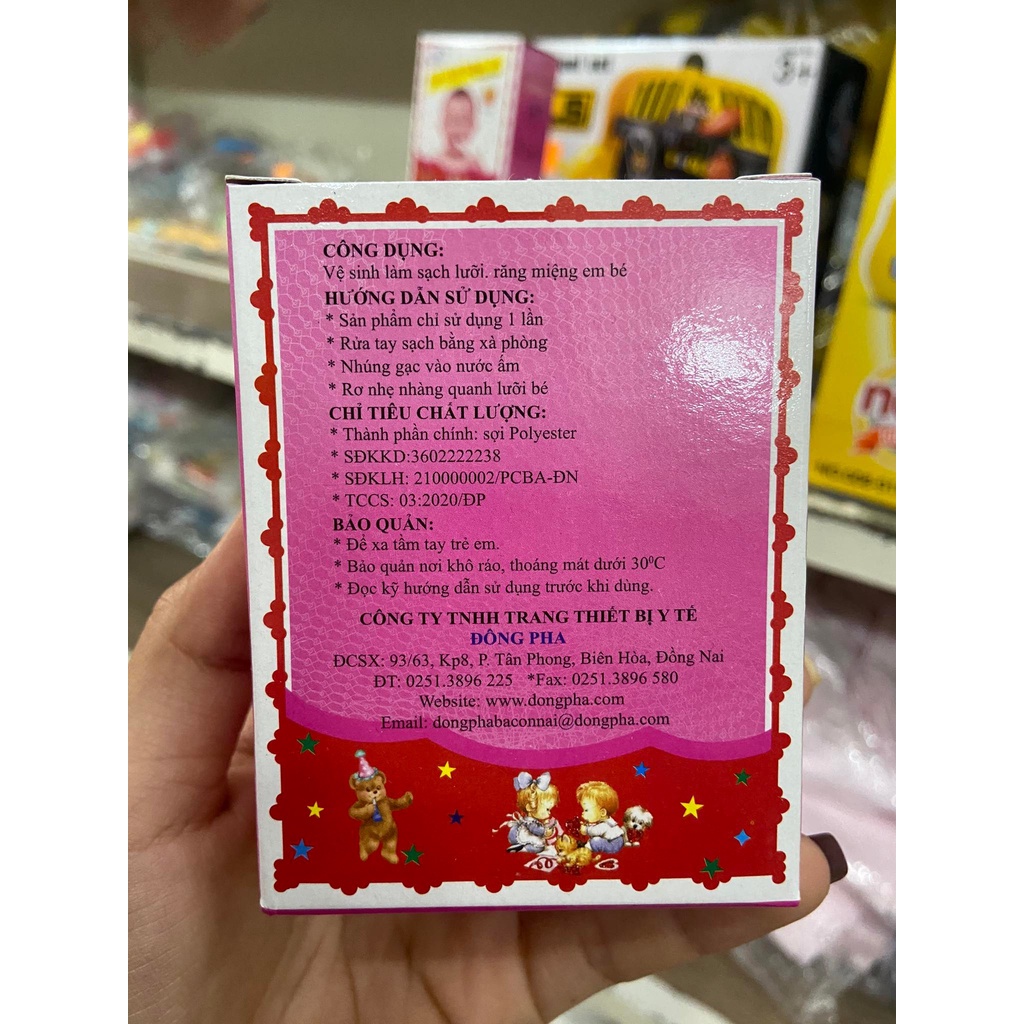 3+
CÔNG DỤNG:
Vệ sinh làm sạch lưỡi. răng miệng em bé
HƯỚNG DẪN SỬ DỤNG:
* Sản phẩm chỉ sử dụng 1 lần
* Rửa tay sạch bằng xà phòng
* Nhúng gạc vào nước ấm
* Rơ nhẹ nhàng quanh lưỡi bé
CHỈ TIÊU CHẤT LƯỢNG:
* Thành phần chính: sợi Polyester
* SĐKKD:3602222238
* SĐKLH: 210000002/PCBA-ĐN
* TCCS: 03:2020/ĐP
BẢO QUẢN:
* Để xa tầm tay trẻ em.
* Bảo quản nơi khô ráo, thoáng mát dưới 30⁰C
* Đọc kỹ hướng dẫn sử dụng trước khi dùng.
CÔNG TY TNHH TRANG THIẾT BỊ Y TẾ
ĐÔNG PHA
ĐCSX: 93/63, Kp8, P. Tân Phong, Biên Hòa, Đồng Nai
ĐT: 0251.3896 225 *Fax: 0251.3896 580
Website: www.dongpha.com
Email: dongphabaconnai@dongpha.com